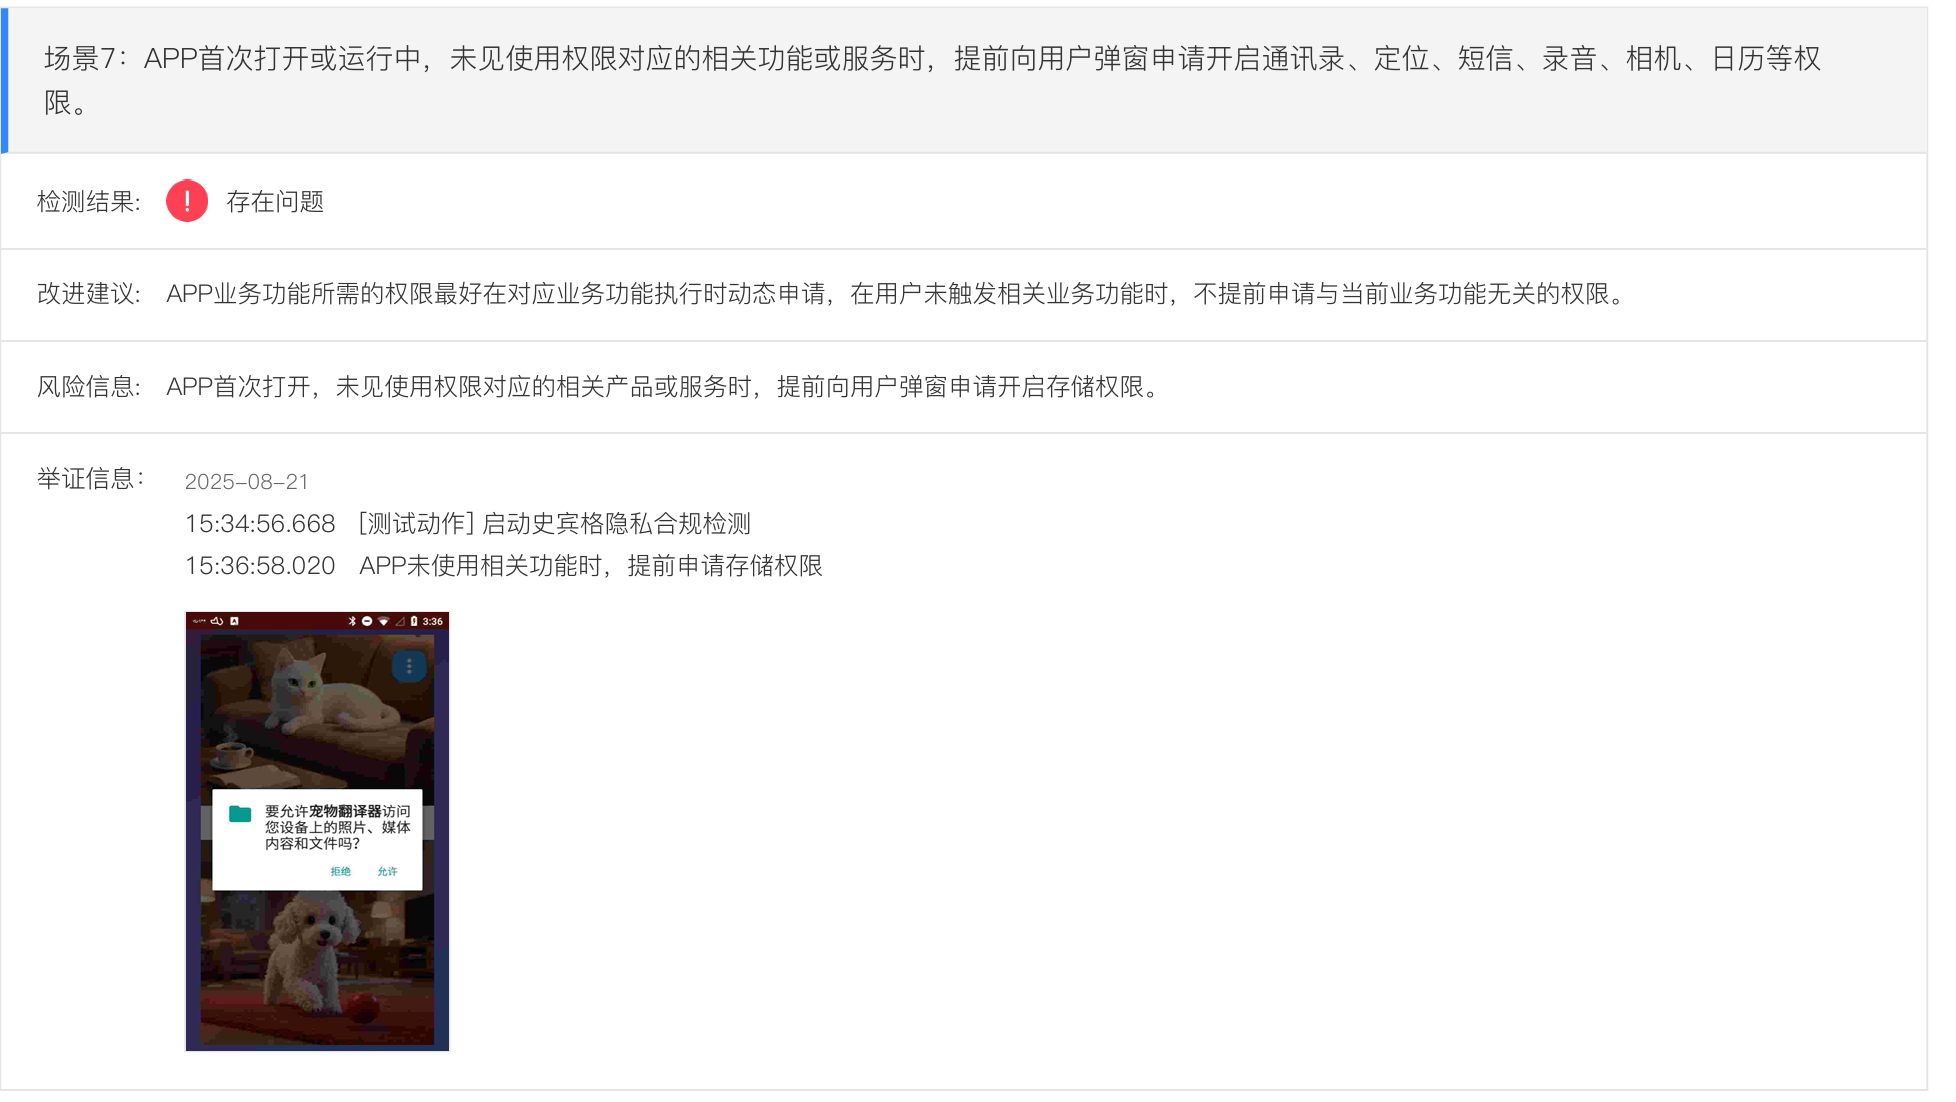 场景7：APP首次打开或运行中，未见使用权限对应的相关功能或服务时，提前向用户弹窗申请开启通讯录、定位、短信、录音、相机、日历等权
限。
检测结果: 存在问题
改进建议: APP业务功能所需的权限最好在对应业务功能执行时动态申请，在用户未触发相关业务功能时，不提前申请与当前业务功能无关的权限。
风险信息: APP首次打开，未见使用权限对应的相关产品或服务时，提前向用户弹窗申请开启存储权限。
举证信息： 2025-08-21
15:34:56.668 [测试动作] 启动史宾格隐私合规检测
15:36:58.020 APP未使用相关功能时，提前申请存储权限
3:36
要允许宠物翻译器访问
您设备上的照片、媒体
内容和文件吗？
拒绝 允许